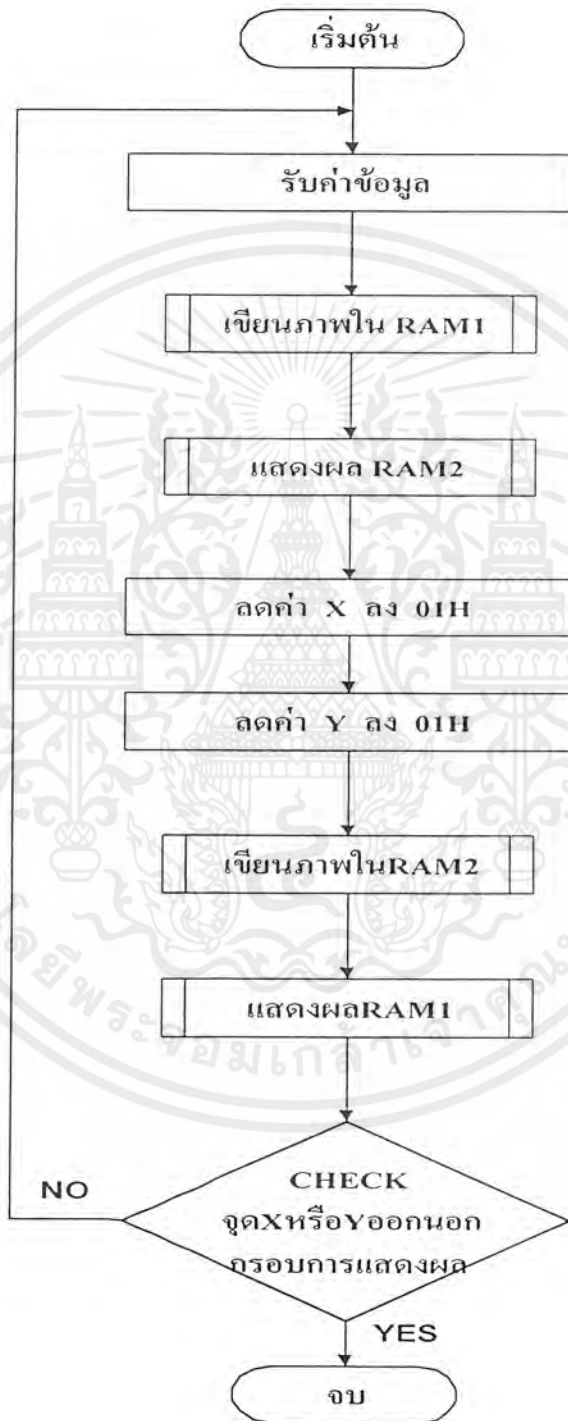 เริ่มต้น
รับค่าข้อมูล
เขียนภาพใน RAM1
แสดงผล RAM2
ลดค่า X ลง 01H
ลดค่า Y ลง 01H
เขียนภาพในRAM2
แสดงผลRAM1
CHECK
จุดXหรือYออกนอก
กรอบการแสดงผล
NO
YES
จบ